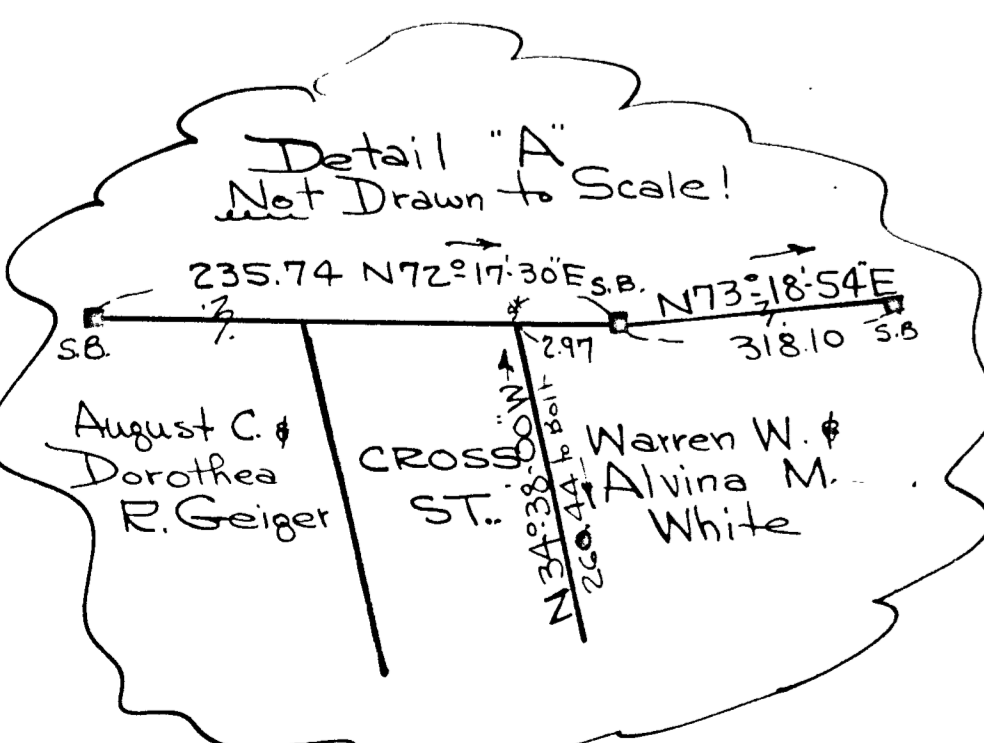 Detail "A"
Not Drawn to Scale!
235.74 N72°-17'-30"E S.B.
N73°-18'-54"E
S.B.
2.97
318.10 S.B
N34°-38'-00"W
260.44 to Bolt
August C. &
Dorothea
R. Geiger
CROSS
ST.
Warren W. &
Alvina M.
White